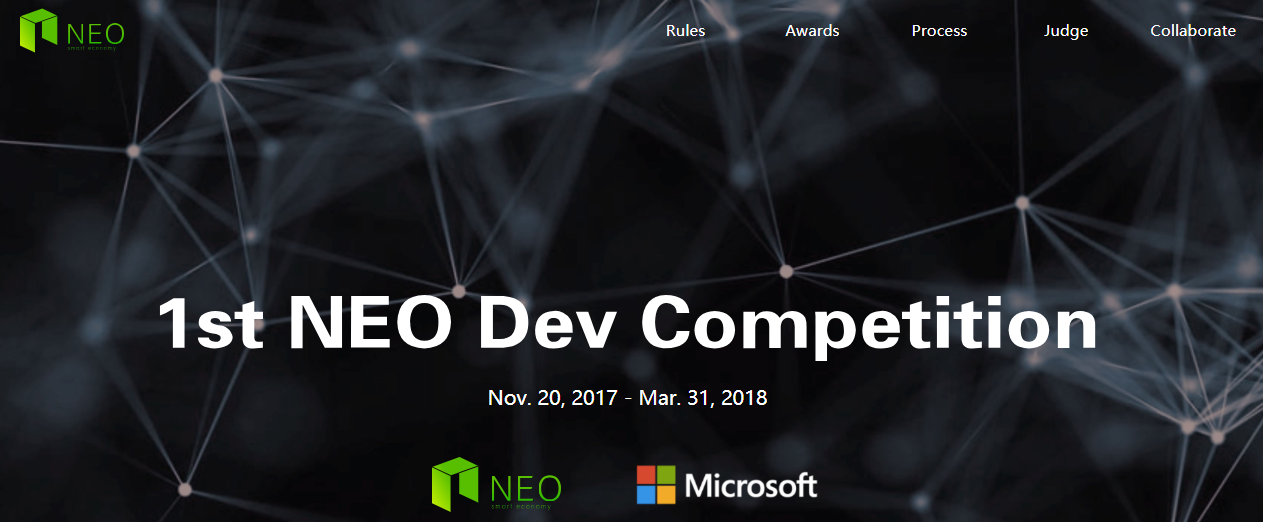 NEO
smart economy
Rules Awards Process Judge Collaborate
1st NEO Dev Competition
Nov. 20, 2017 - Mar. 31, 2018
NEO
smart economy
Microsoft